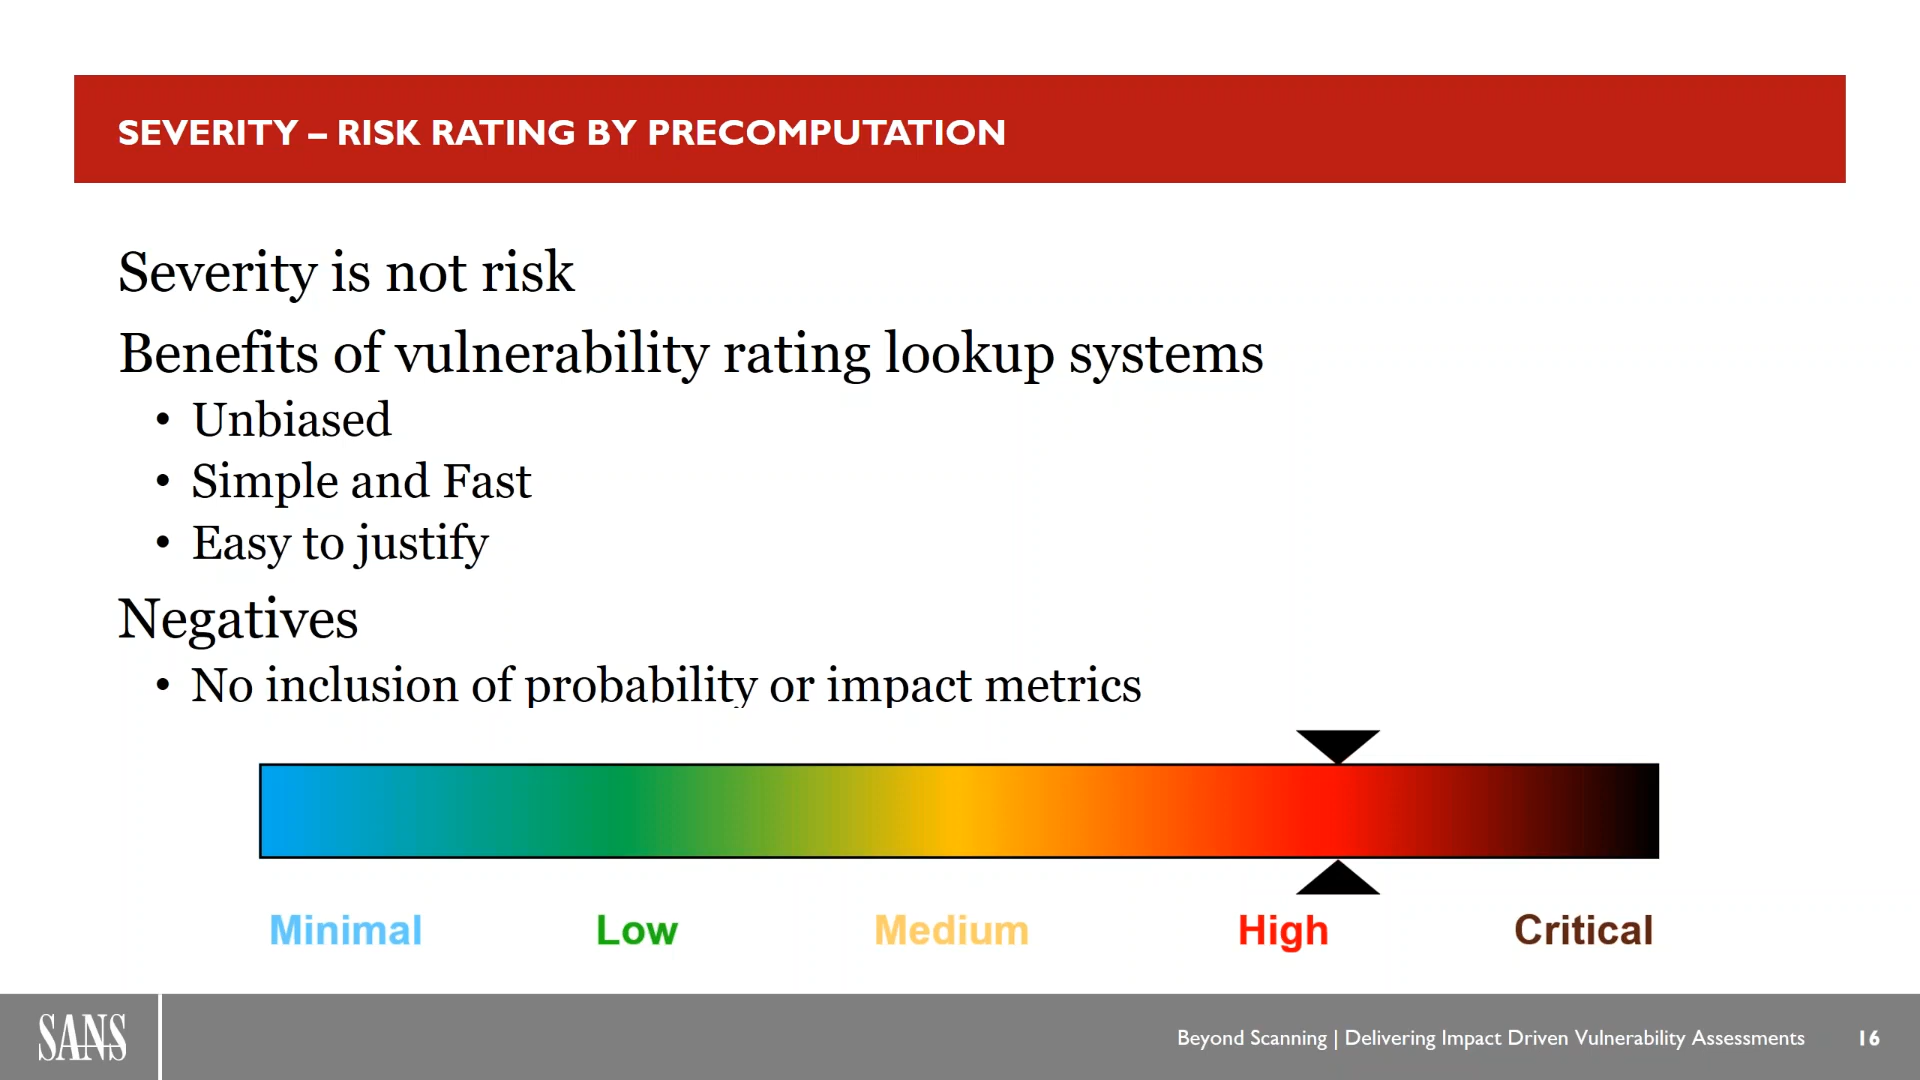 SEVERITY – RISK RATING BY PRECOMPUTATION
Severity is not risk
Benefits of vulnerability rating lookup systems
• Unbiased
• Simple and Fast
• Easy to justify
Negatives
• No inclusion of probability or impact metrics
Minimal Low Medium High Critical
SANS Beyond Scanning | Delivering Impact Driven Vulnerability Assessments 16